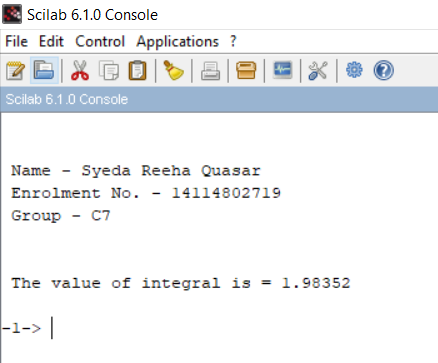 Scilab 6.1.0 Console
File Edit Control Applications ?
Scilab 6.1.0 Console
Name - Syeda Reeha Quasar
Enrolment No. - 14114802719
Group - C7
The value of integral is = 1.98352
-1->